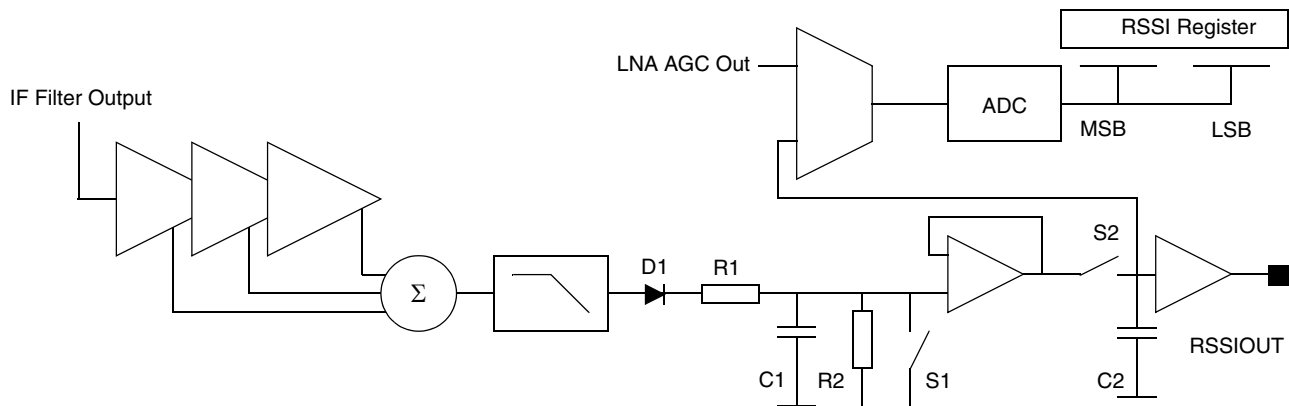 RSSI Register
LNA AGC Out
ADC
MSB
LSB
IF Filter Output
S2
D1
R1
Σ
RSSIOUT
C1
R2
S1
C2